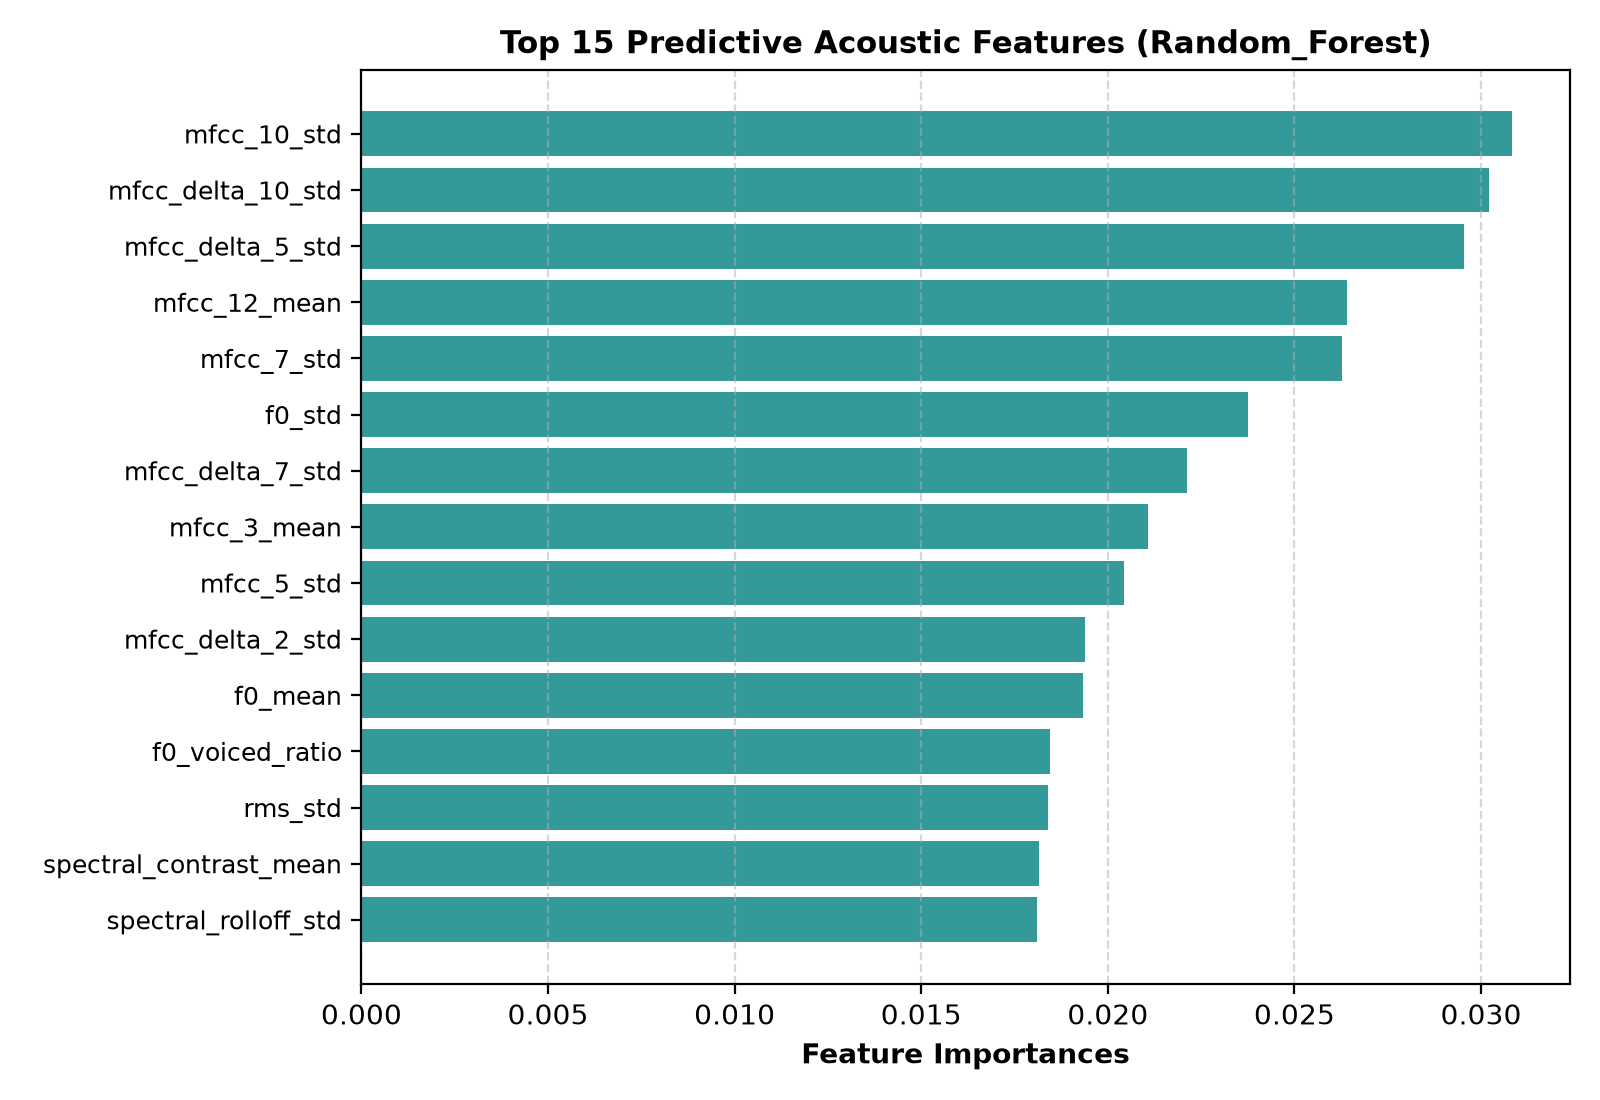 Top 15 Predictive Acoustic Features (Random_Forest)
mfcc_10_std
mfcc_delta_10_std
mfcc_delta_5_std
mfcc_12_mean
mfcc_7_std
f0_std
mfcc_delta_7_std
mfcc_3_mean
mfcc_5_std
mfcc_delta_2_std
f0_mean
f0_voiced_ratio
rms_std
spectral_contrast_mean
spectral_rolloff_std
0.000 0.005 0.010 0.015 0.020 0.025 0.030
Feature Importances